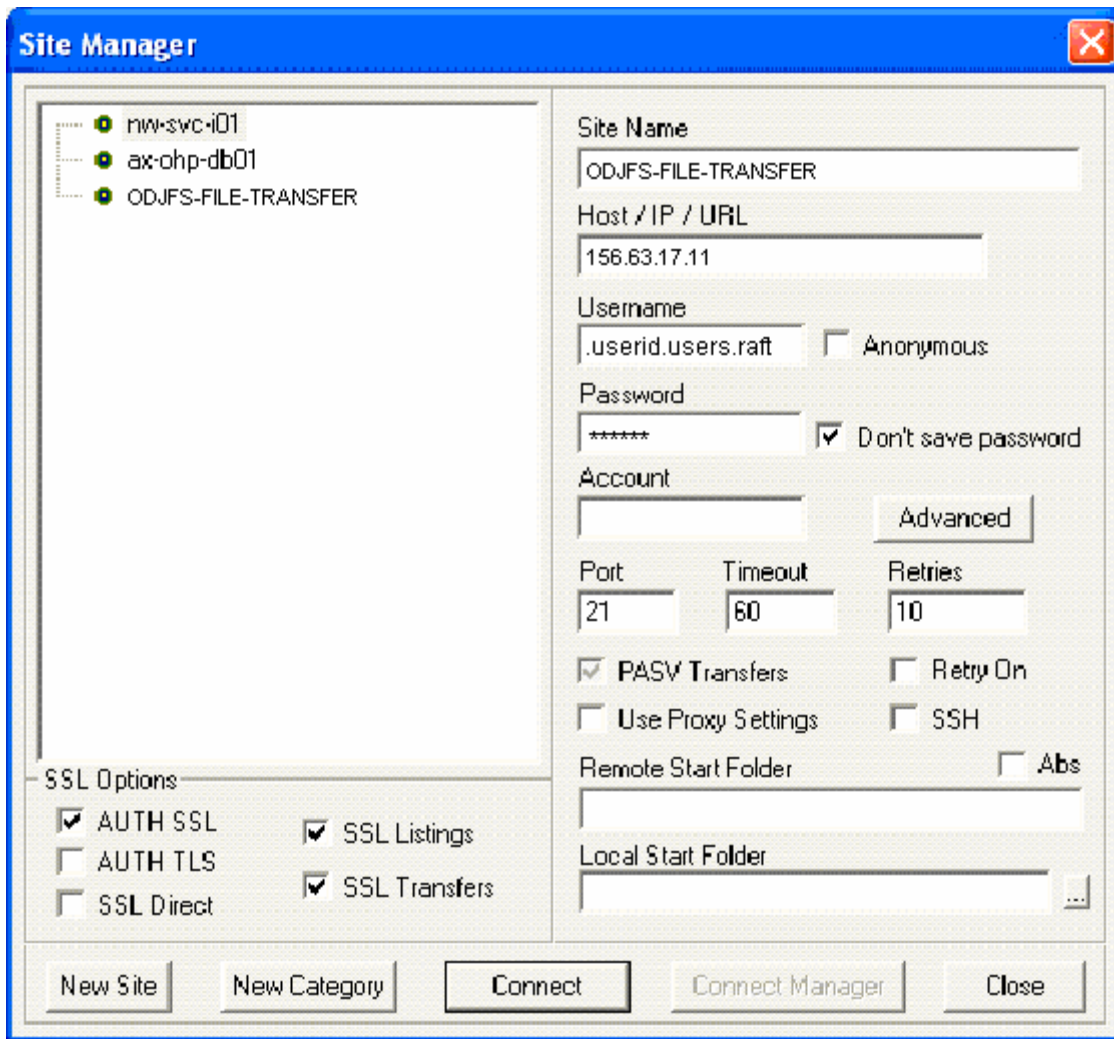 Site Manager
nw-svc-i01
ax-ohp-db01
ODJFS-FILE-TRANSFER
SSL Options
AUTH SSL
SSL Listings
AUTH TLS
SSL Transfers
SSL Direct
Site Name
ODJFS-FILE-TRANSFER
Host / IP / URL
156.63.17.11
Username
.userid.users.raft Anonymous
Password
****** Don't save password
Account
Advanced
Port Timeout Retries
21 60 10
PASV Transfers Retry On
Use Proxy Settings SSH
Remote Start Folder Abs
Local Start Folder
...
New Site New Category Connect Connect Manager Close